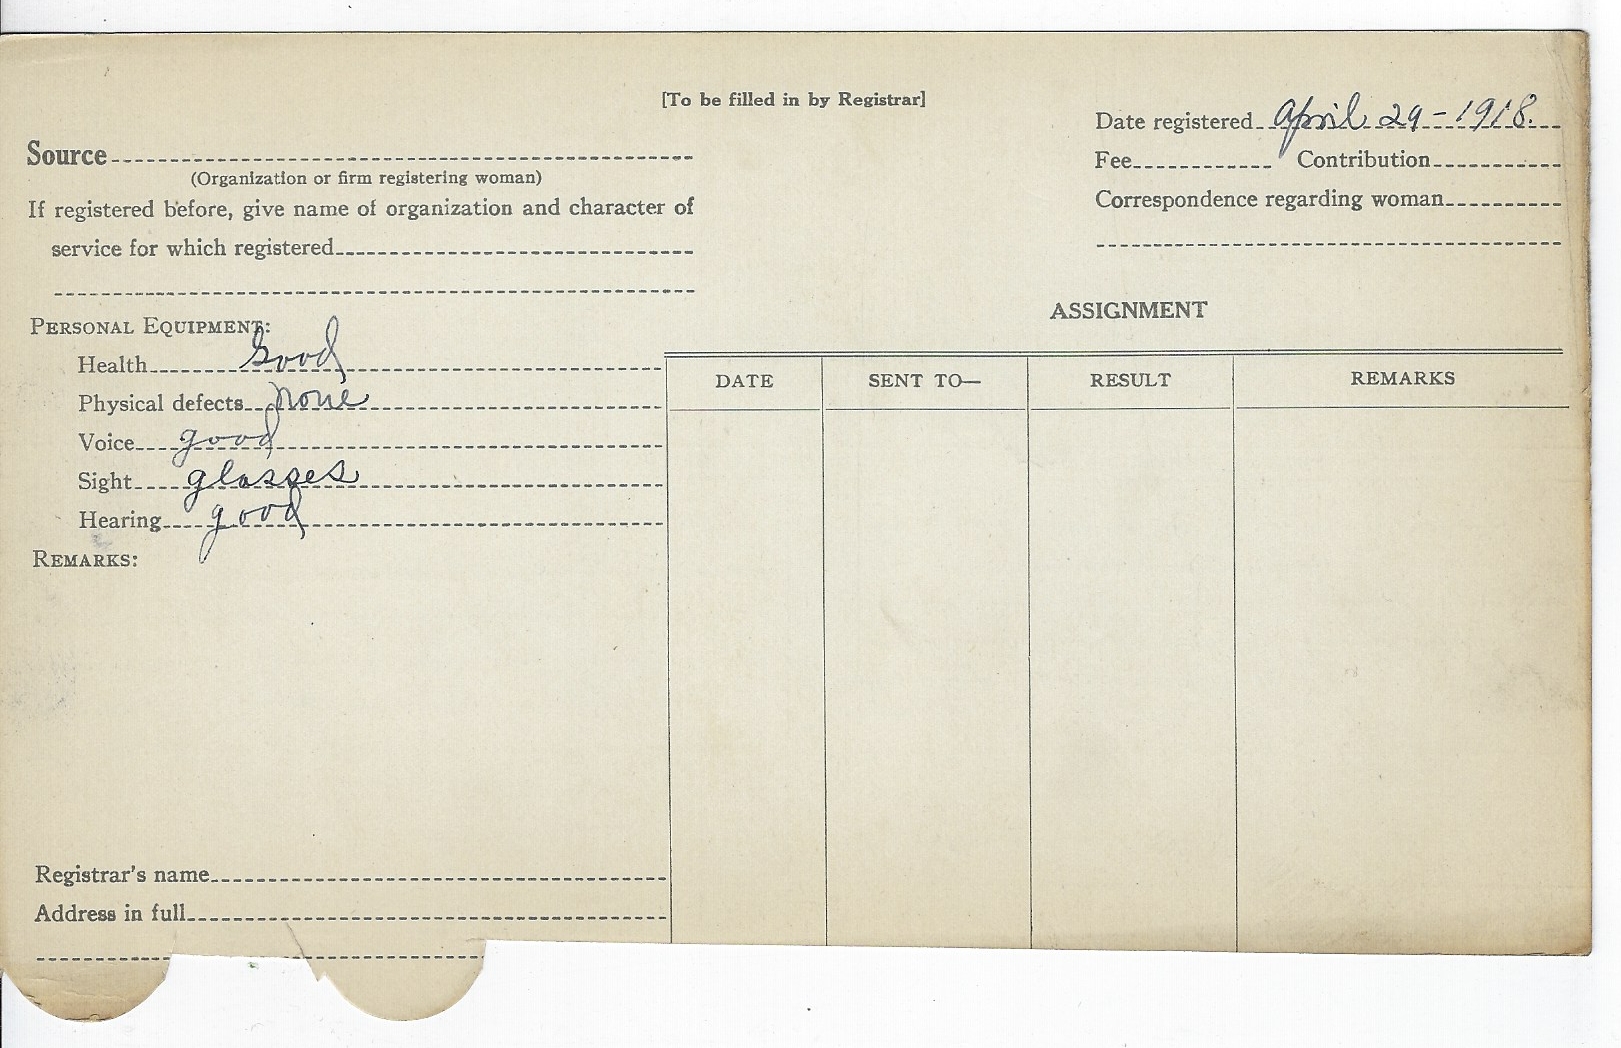 [To be filled in by Registrar]
Date registered April 29-1918.
Source
Fee Contribution
(Organization or firm registering woman)
Correspondence regarding woman
If registered before, give name of organization and character of
service for which registered
ASSIGNMENT
PERSONAL EQUIPMENT:
Health Good
Physical defects none
Voice good
Sight glasses
Hearing good
REMARKS:
DATE SENT TO— RESULT REMARKS
Registrar's name
Address in full